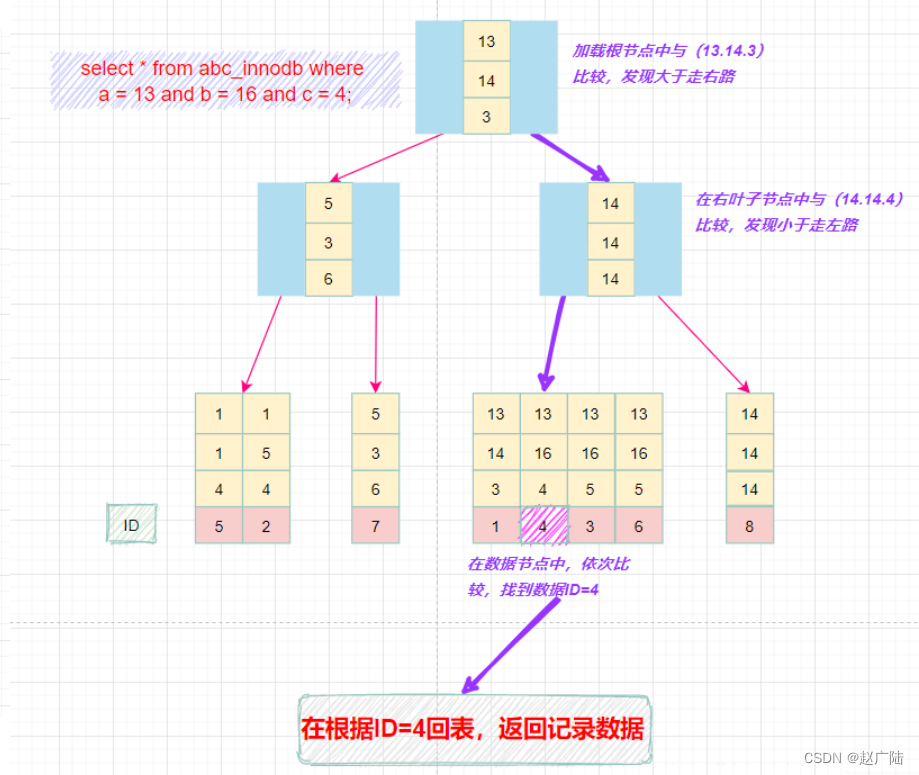 select * from abc_innodb where
a = 13 and b = 16 and c = 4;
13
14
3
加载根节点中与（13.14.3）
比较，发现大于走右路
5
3
6
14
14
14
在右叶子节点中与（14.14.4）
比较，发现小于走左路
1 1
1 5
4 4
5 2
5
3
6
7
13 13 13 13
14 16 16 16
3 4 5 5
1 4 3 6
14
14
14
8
ID
在数据节点中，依次比
较，找到数据ID=4
在根据ID=4回表，返回记录数据
CSDN @赵广陆